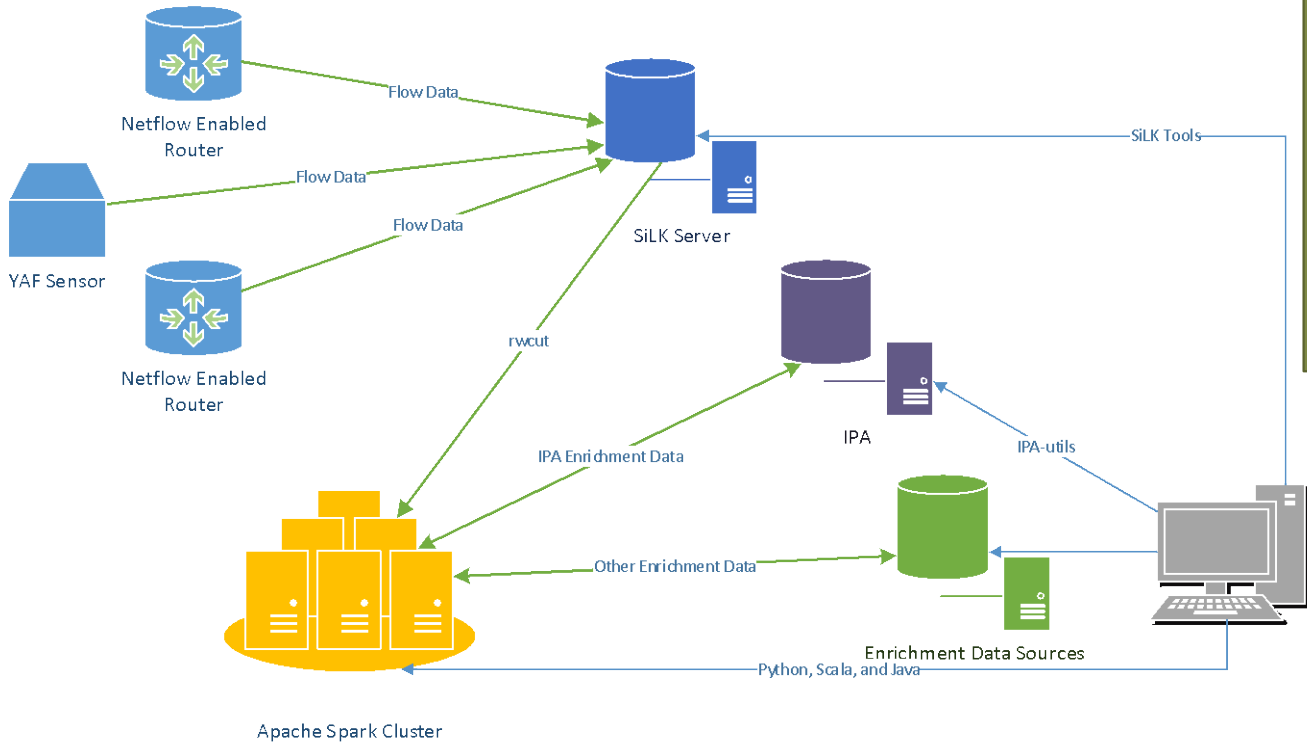 Flow Data
Netflow Enabled
Router
SiLK Tools
Flow Data
Flow Data
SiLK Server
YAF Sensor
rwcut
Netflow Enabled
Router
IPA
IPA-utils
IPA Enrichment Data
Other Enrichment Data
Enrichment Data Sources
Python, Scala, and Java
Apache Spark Cluster